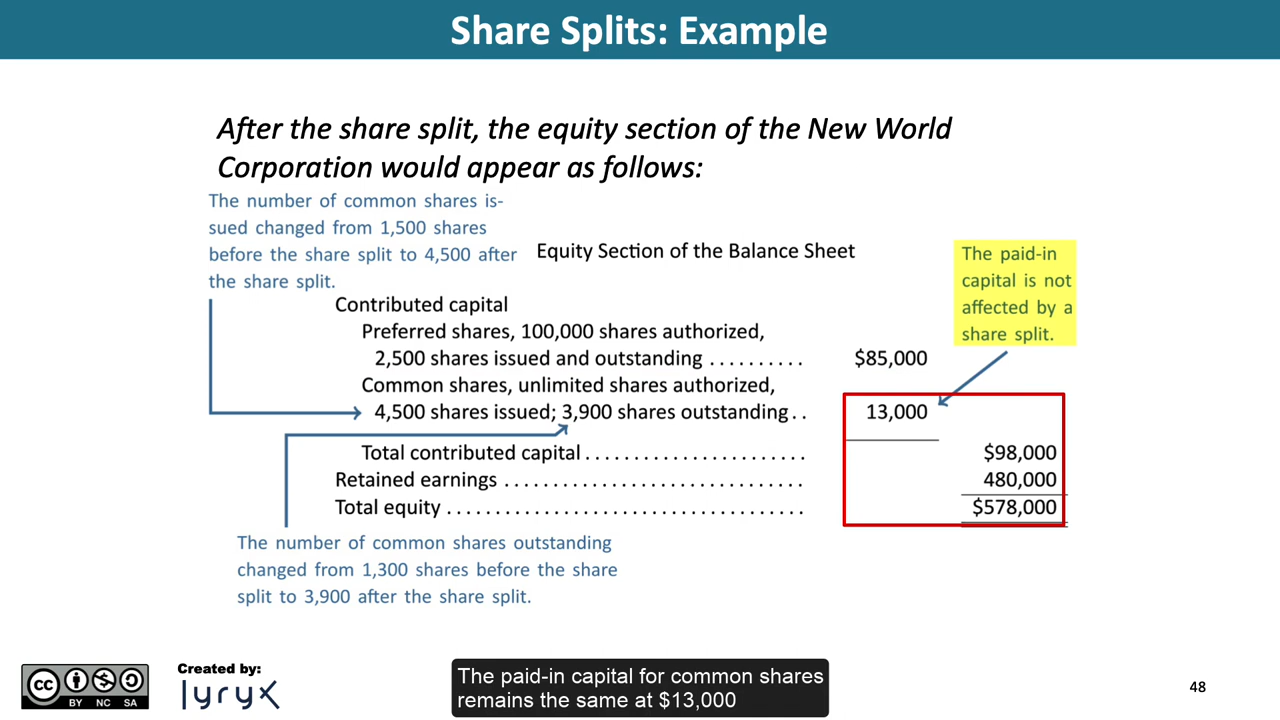 Share Splits: Example
After the share split, the equity section of the New World
Corporation would appear as follows:
The number of common shares is-
sued changed from 1,500 shares
before the share split to 4,500 after
the share split.
Equity Section of the Balance Sheet
The paid-in
capital is not
affected by a
share split.
Contributed capital
Preferred shares, 100,000 shares authorized,
2,500 shares issued and outstanding . . . . . . . . . . $85,000
Common shares, unlimited shares authorized,
4,500 shares issued; 3,900 shares outstanding . . 13,000
Total contributed capital . . . . . . . . . . . . . . . . . . . . . . . $98,000
Retained earnings . . . . . . . . . . . . . . . . . . . . . . . . . . . . . . 480,000
Total equity . . . . . . . . . . . . . . . . . . . . . . . . . . . . . . . . . . . . $578,000
The number of common shares outstanding
changed from 1,300 shares before the share
split to 3,900 after the share split.
cc BY NC SA
Created by:
lyryx
The paid-in capital for common shares
remains the same at $13,000
48